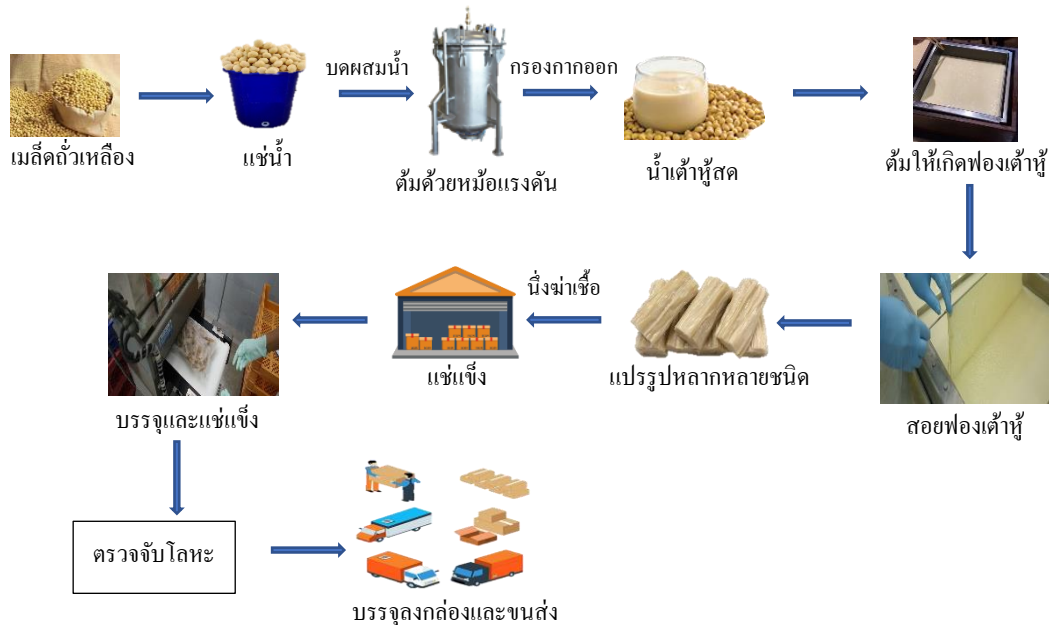 เมล็ดถั่วเหลือง
แช่น้ำ
บดผสมน้ำ
ต้มด้วยหม้อแรงดัน
กรองกากออก
น้ำเต้าหู้สด
ต้มให้เกิดฟองเต้าหู้
สอยฟองเต้าหู้
แปรรูปหลากหลายชนิด
นึ่งฆ่าเชื้อ
แช่แข็ง
บรรจุและแช่แข็ง
ตรวจจับโลหะ
บรรจุลงกล่องและขนส่ง